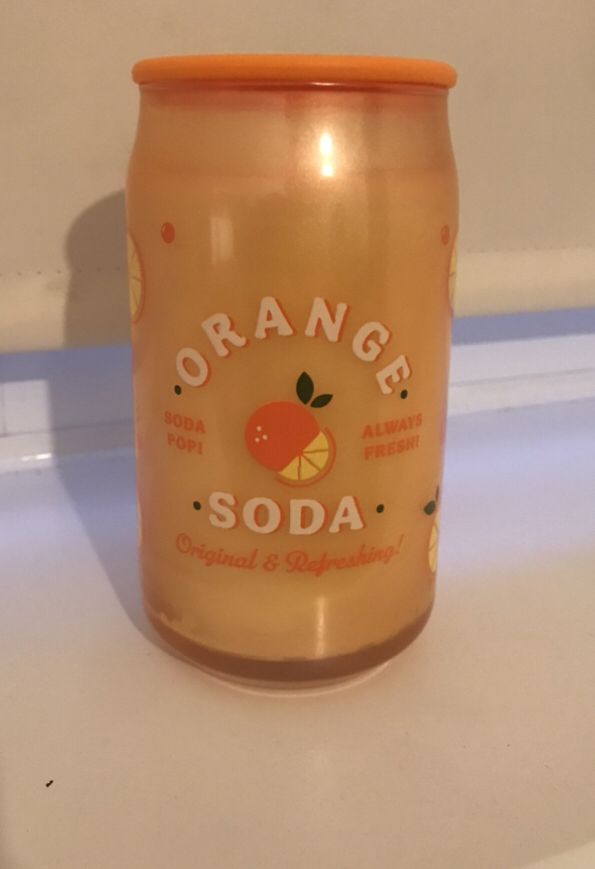 ORANGE
SODA
POP!
ALWAYS
FRESH!
SODA
Original & Refreshing!